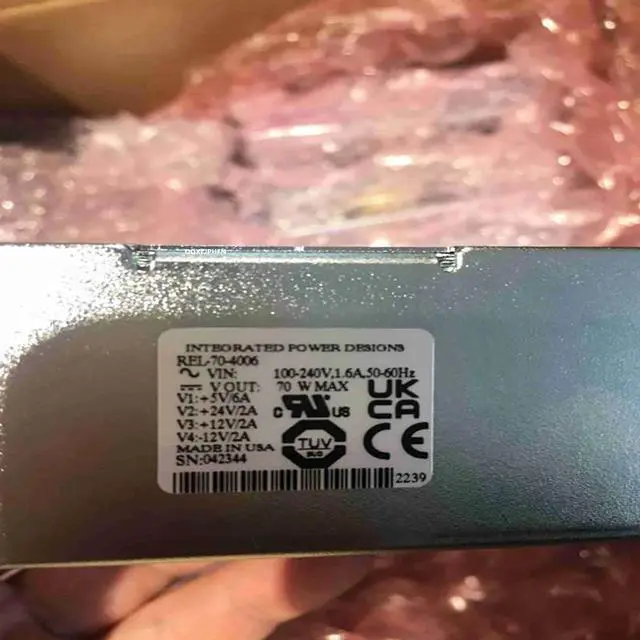 INTEGRATED POWER DESIGNS
REL-70-4006
VIN: 100-240V,1.6A,50-60Hz
V OUT: 70 W MAX
V1:+5V/6A
V2:+24V/2A
V3:+12V/2A
V4:-12V/2A
MADE IN USA
SN:042344
C RU US
UK
CA
TUV
CE
2239